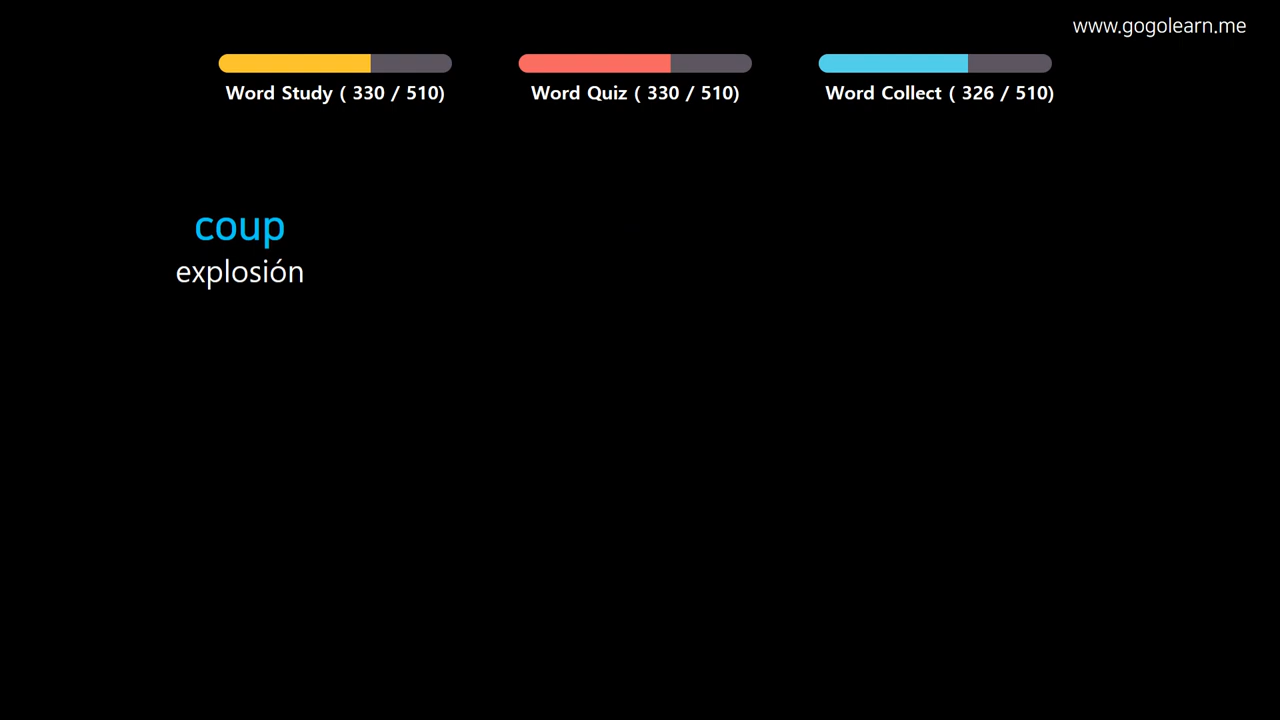 www.gogolearn.me
Word Study ( 330 / 510)
Word Quiz ( 330 / 510)
Word Collect ( 326 / 510)
coup
explosión